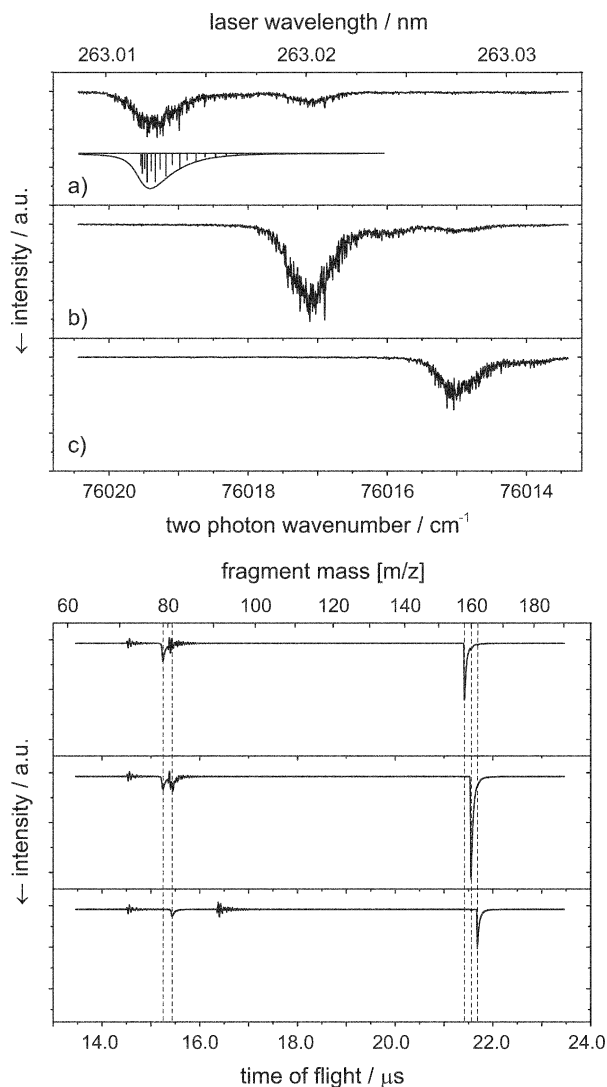 laser wavelength / nm
263.01 263.02 263.03
a)
b)
c)
← intensity / a.u.
76020 76018 76016 76014
two photon wavenumber / cm⁻¹
fragment mass [m/z]
60 70 80 90 100 120 140 160 180
← intensity / a.u.
14.0 16.0 18.0 20.0 22.0 24.0
time of flight / μs